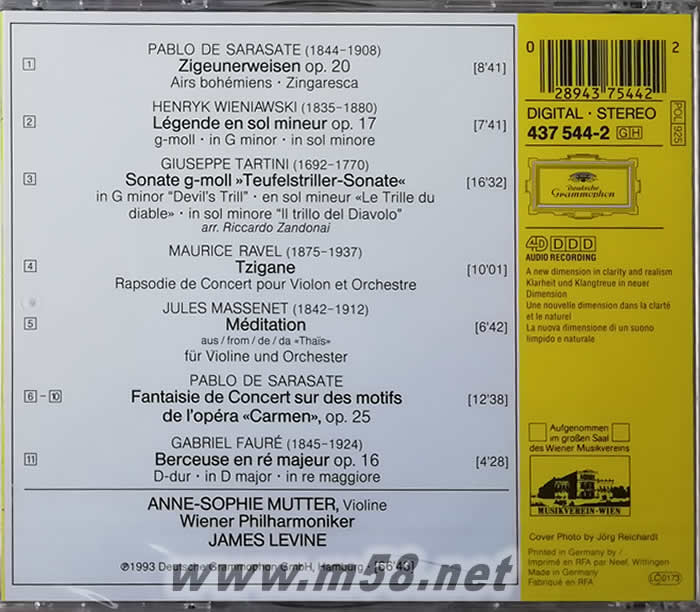 PABLO DE SARASATE (1844-1908)
1 Zigeunerweisen op. 20 [8'41]
Airs bohémiens · Zingaresca
HENRYK WIENIAWSKI (1835-1880)
2 Légende en sol mineur op. 17 [7'41]
g-moll · in G minor · in sol minore
GIUSEPPE TARTINI (1692-1770)
3 Sonate g-moll »Teufelstriller-Sonate« [16'32]
in G minor "Devil's Trill" · en sol mineur «Le Trille du
diable» · in sol minore "Il trillo del Diavolo"
arr. Riccardo Zandonai
MAURICE RAVEL (1875-1937)
4 Tzigane [10'01]
Rapsodie de Concert pour Violon et Orchestre
JULES MASSENET (1842-1912)
5 Méditation [6'42]
aus / from / de / da «Thaïs»
für Violine und Orchester
PABLO DE SARASATE
6 - 10 Fantaisie de Concert sur des motifs [12'38]
de l'opéra «Carmen», op. 25
GABRIEL FAURÉ (1845-1924)
11 Berceuse en ré majeur op. 16 [4'28]
D-dur · in D major · in re maggiore
ANNE-SOPHIE MUTTER, Violine
Wiener Philharmoniker
JAMES LEVINE
℗ 1993 Deutsche Grammophon GmbH, Hamburg · [66'43]
www.m58.net
0 28943 75442 2
DIGITAL · STEREO
437 544-2 GH
POL 925
Deutsche
Grammophon
4D DDD
AUDIO RECORDING
A new dimension in clarity and realism
Klarheit und Klangtreue in neuer
Dimension
Une nouvelle dimension dans la clarté
et le naturel
La nuova dimensione di un suono
limpido e naturale
Aufgenommen
im großen Saal
des Wiener Musikvereins
MUSIKVEREIN-WIEN
Cover Photo by Jörg Reichardt
Printed in Germany by /
Imprimé en RFA par Neef, Wittingen
Made in Germany
Fabriqué en RFA
LC 0173